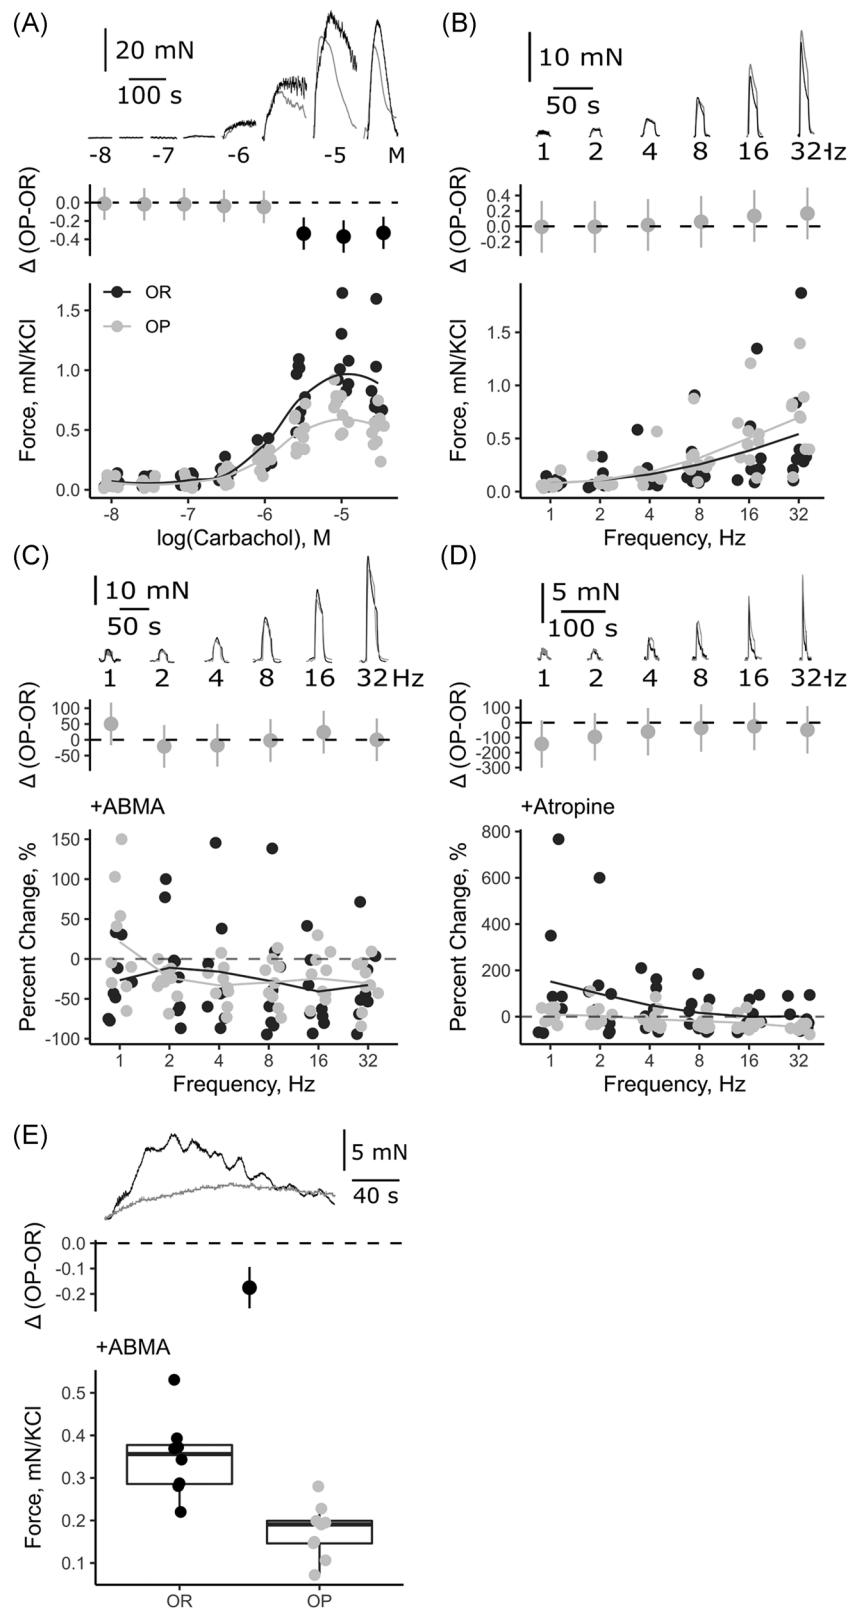 (A)
20 mN
100 s
-8 -7 -6 -5 M
Δ (OP-OR)
0.0
-0.2
-0.4
OR
OP
Force, mN/KCl
1.5
1.0
0.5
0.0
-8 -7 -6 -5
log(Carbachol), M
(B)
10 mN
50 s
1 2 4 8 16 32Hz
Δ (OP-OR)
0.4
0.2
0.0
-0.2
Force, mN/KCl
1.5
1.0
0.5
0.0
1 2 4 8 16 32
Frequency, Hz
(C)
10 mN
50 s
1 2 4 8 16 32Hz
Δ (OP-OR)
100
50
0
-50
+ABMA
Percent Change, %
150
100
50
0
-50
-100
1 2 4 8 16 32
Frequency, Hz
(D)
5 mN
100 s
1 2 4 8 16 32Hz
Δ (OP-OR)
100
0
-100
-200
-300
+Atropine
Percent Change, %
800
600
400
200
0
1 2 4 8 16 32
Frequency, Hz
(E)
5 mN
40 s
Δ (OP-OR)
0.0
-0.1
-0.2
+ABMA
Force, mN/KCl
0.5
0.4
0.3
0.2
0.1
OR OP